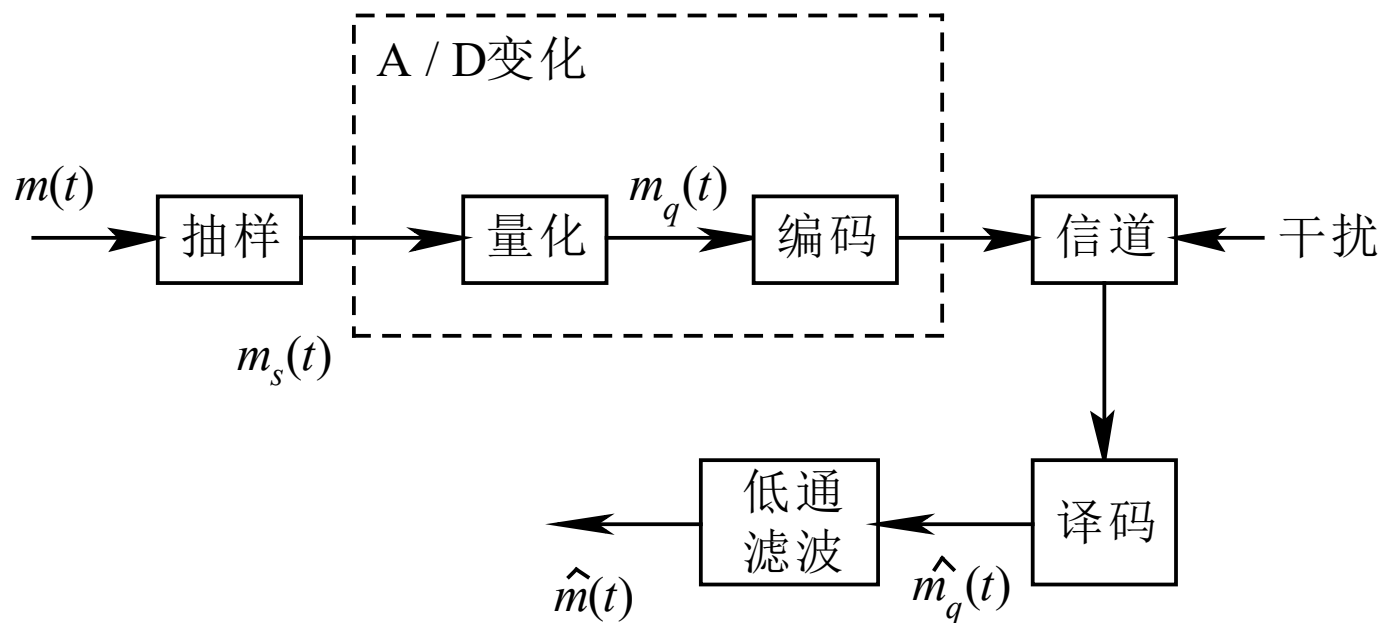 A / D变化
m(t)
抽样
量化
m_q(t)
编码
信道
干扰
m_s(t)
低通
滤波
译码
m̂(t)
m̂_q(t)